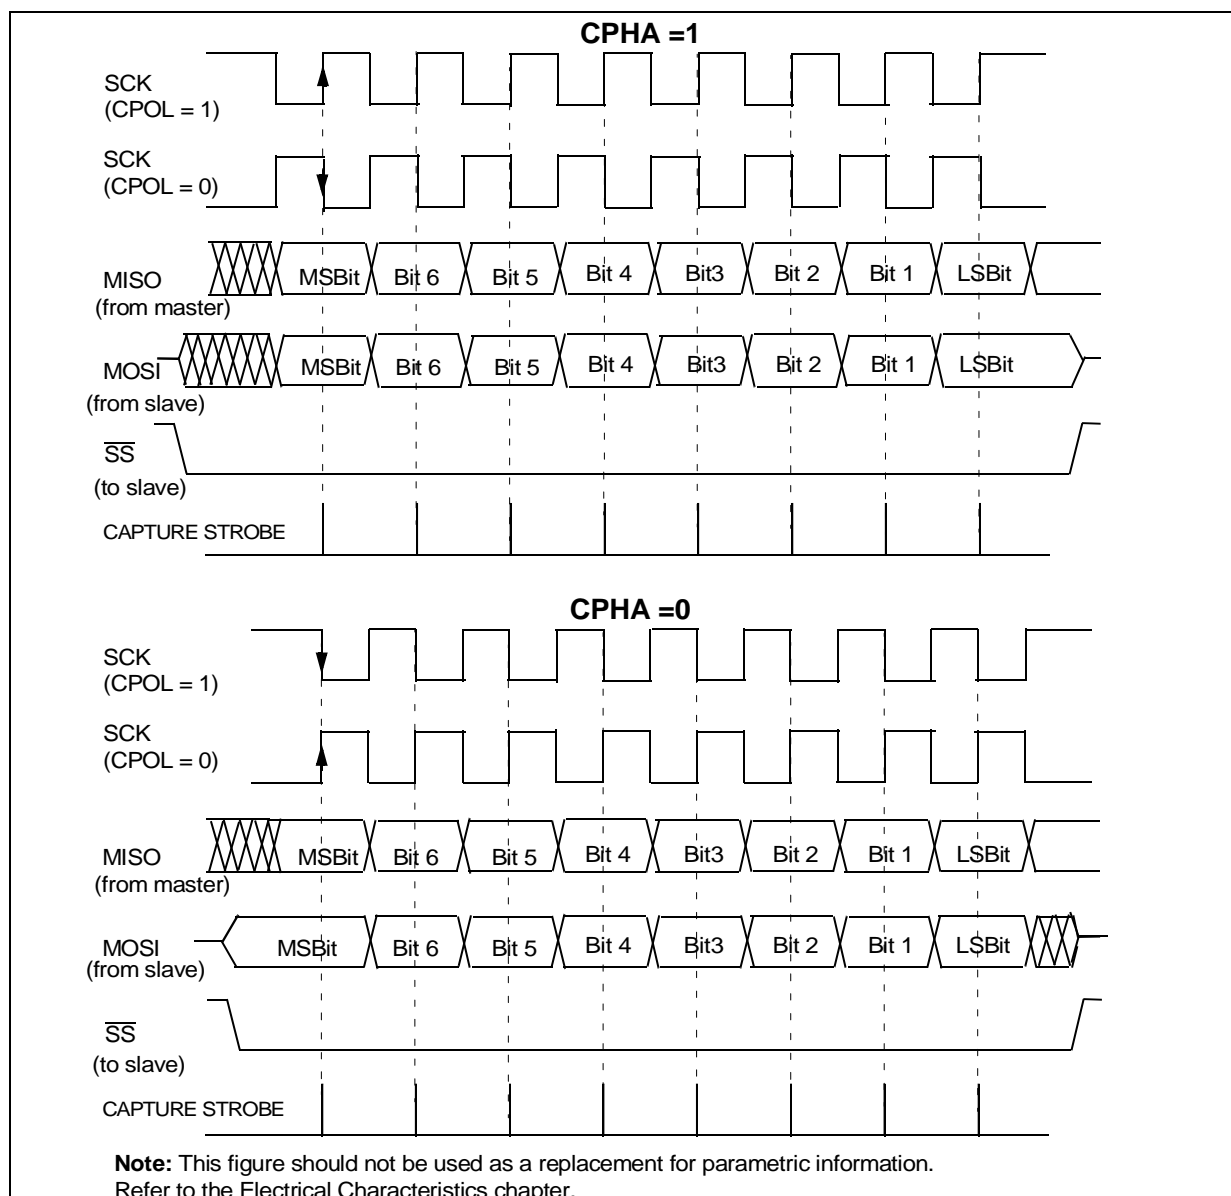 CPHA =1
SCK
(CPOL = 1)
SCK
(CPOL = 0)
MISO
(from master)
MSBit Bit 6 Bit 5 Bit 4 Bit3 Bit 2 Bit 1 LSBit
MOSI
(from slave)
MSBit Bit 6 Bit 5 Bit 4 Bit3 Bit 2 Bit 1 LSBit
SS
(to slave)
CAPTURE STROBE
CPHA =0
SCK
(CPOL = 1)
SCK
(CPOL = 0)
MISO
(from master)
MSBit Bit 6 Bit 5 Bit 4 Bit3 Bit 2 Bit 1 LSBit
MOSI
(from slave)
MSBit Bit 6 Bit 5 Bit 4 Bit3 Bit 2 Bit 1 LSBit
SS
(to slave)
CAPTURE STROBE
Note: This figure should not be used as a replacement for parametric information.
Refer to the Electrical Characteristics chapter.